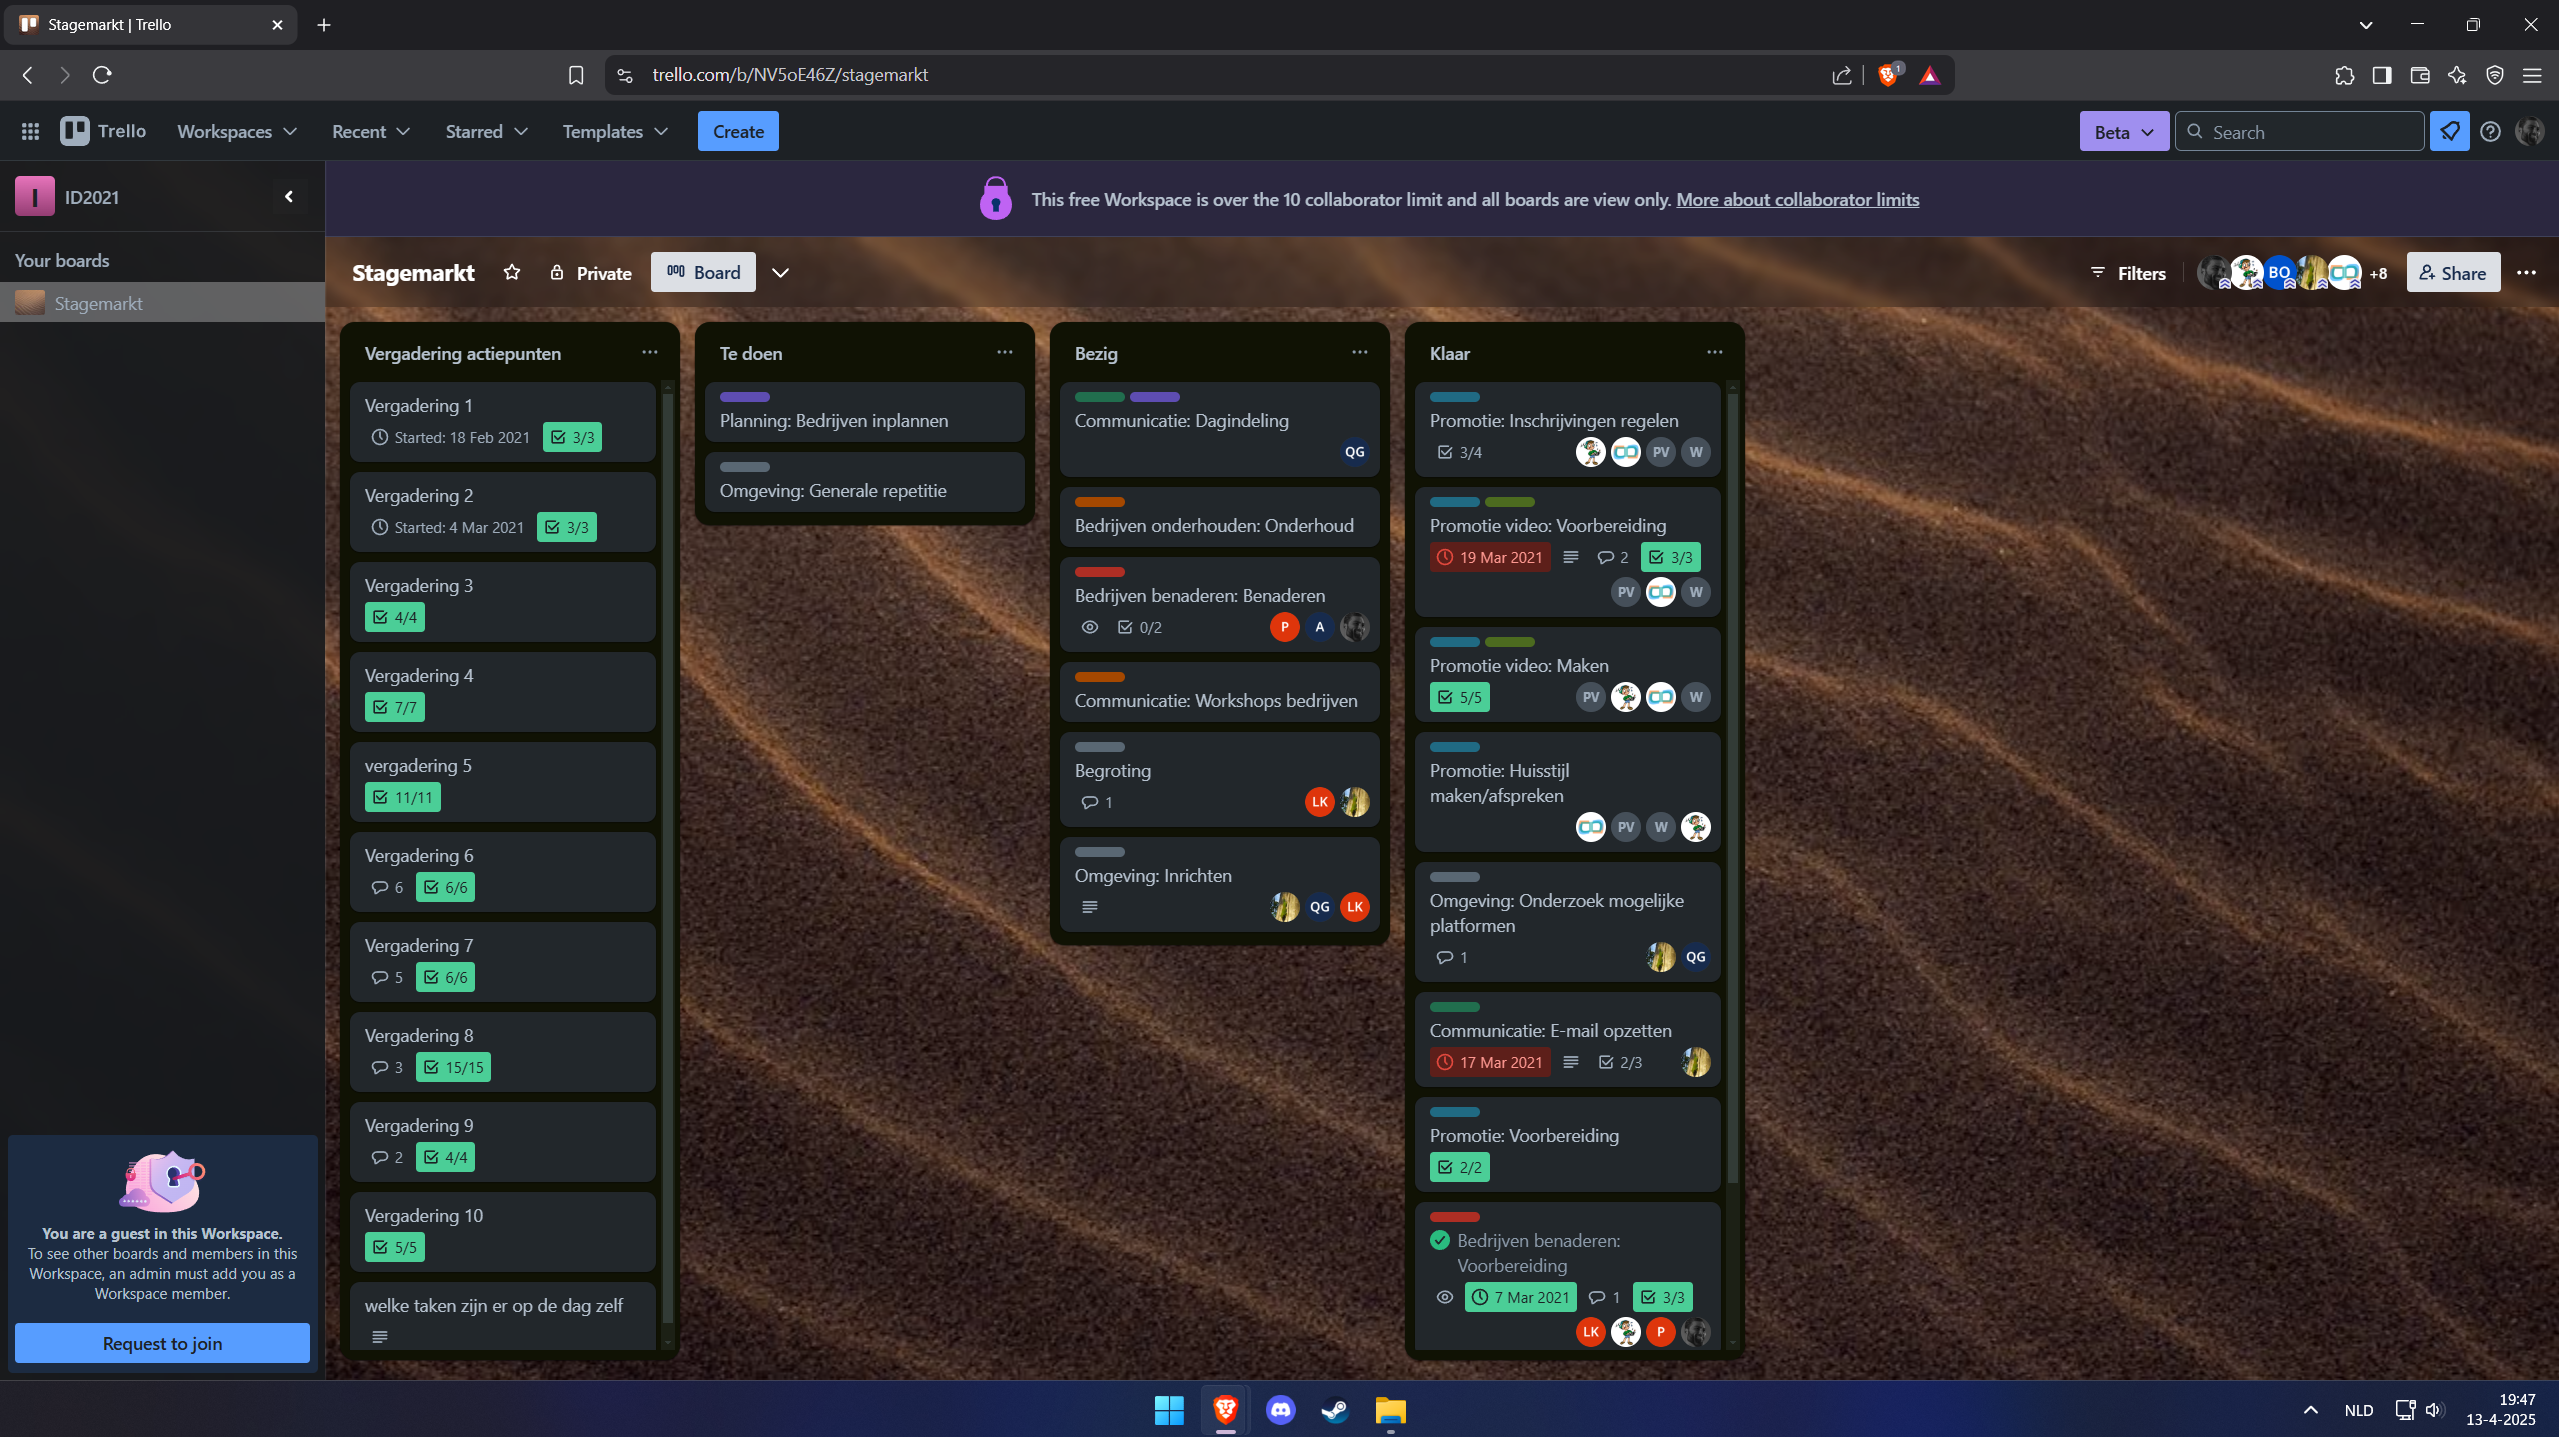 Stagemarkt | Trello
trello.com/b/NV5oE46Z/stagemarkt
1
Trello
Workspaces
Recent
Starred
Templates
Create
Beta
Search
I
ID2021
This free Workspace is over the 10 collaborator limit and all boards are view only. More about collaborator limits
Your boards
Stagemarkt
Stagemarkt
Private
Board
Filters
BO
+8
Share
Vergadering actiepunten
Vergadering 1
Started: 18 Feb 2021
3/3
Vergadering 2
Started: 4 Mar 2021
3/3
Vergadering 3
4/4
Vergadering 4
7/7
vergadering 5
11/11
Vergadering 6
6
6/6
Vergadering 7
5
6/6
Vergadering 8
3
15/15
Vergadering 9
2
4/4
Vergadering 10
5/5
welke taken zijn er op de dag zelf
Te doen
Planning: Bedrijven inplannen
Omgeving: Generale repetitie
Bezig
Communicatie: Dagindeling
QG
Bedrijven onderhouden: Onderhoud
Bedrijven benaderen: Benaderen
0/2
P
A
Communicatie: Workshops bedrijven
Begroting
1
LK
Omgeving: Inrichten
QG
LK
Klaar
Promotie: Inschrijvingen regelen
3/4
PV
W
Promotie video: Voorbereiding
19 Mar 2021
2
3/3
PV
W
Promotie video: Maken
5/5
PV
W
Promotie: Huisstijl
maken/afspreken
PV
W
Omgeving: Onderzoek mogelijke
platformen
1
QG
Communicatie: E-mail opzetten
17 Mar 2021
2/3
Promotie: Voorbereiding
2/2
Bedrijven benaderen:
Voorbereiding
7 Mar 2021
1
3/3
LK
P
You are a guest in this Workspace.
To see other boards and members in this
Workspace, an admin must add you as a
Workspace member.
Request to join
NLD
19:47
13-4-2025